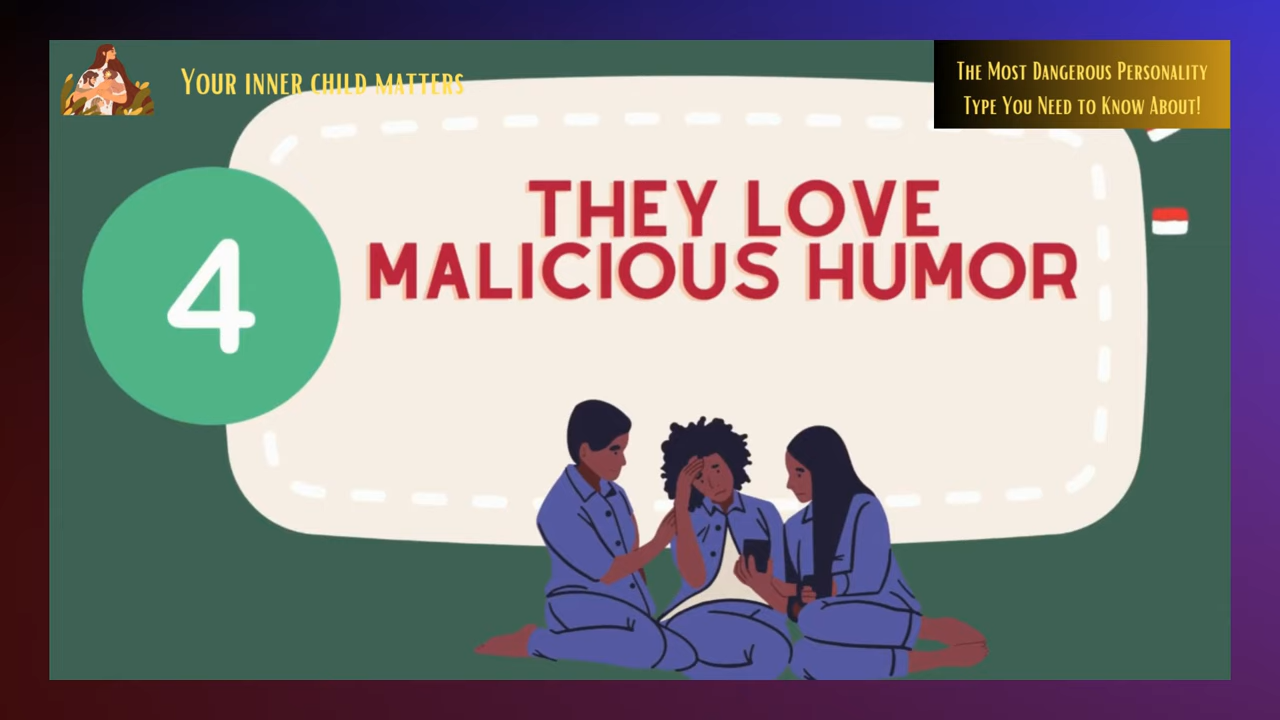 Your inner child matters
The Most Dangerous Personality
Type You Need to Know About!
4
THEY LOVE
MALICIOUS HUMOR